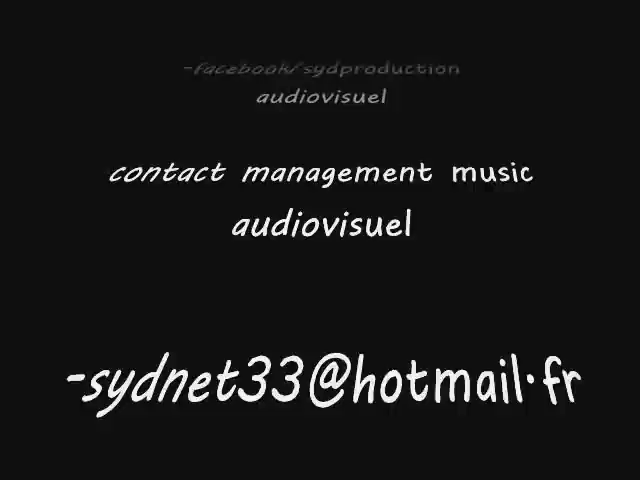 -facebook/sydproduction
audiovisuel
contact management music
audiovisuel
-sydnet33@hotmail.fr